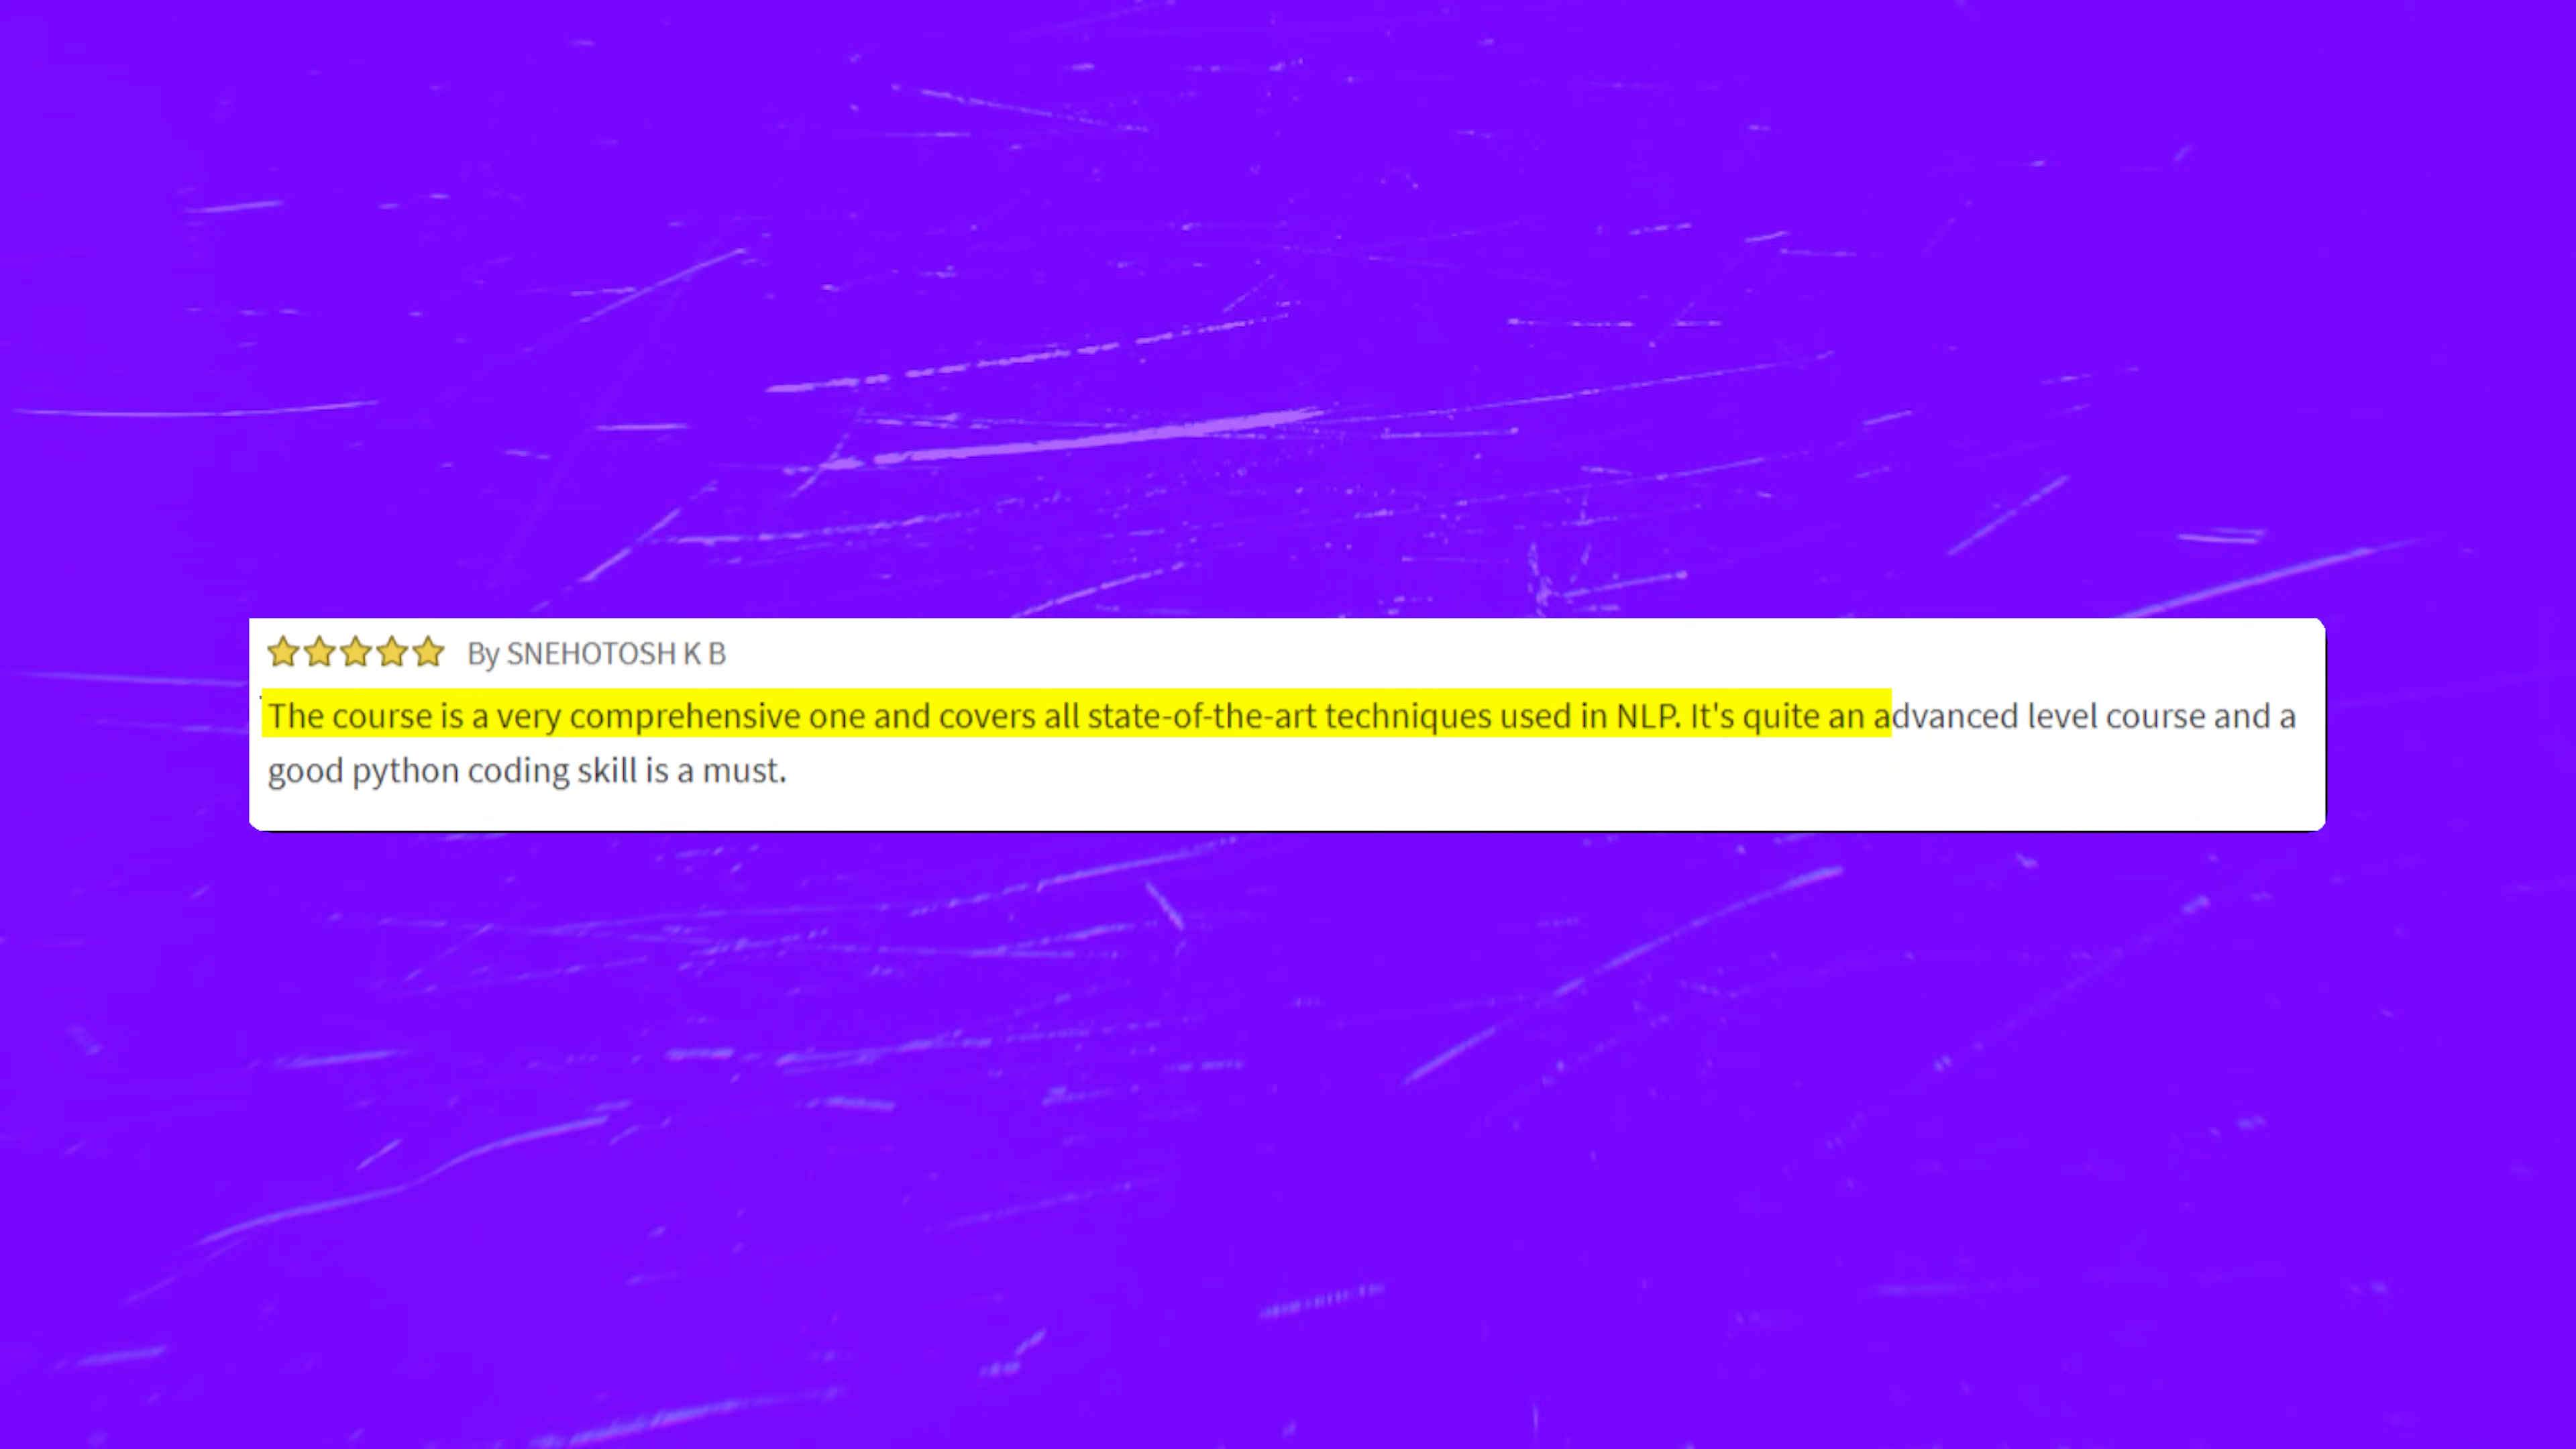 By SNEHOTOSH K B
The course is a very comprehensive one and covers all state-of-the-art techniques used in NLP. It's quite an advanced level course and a
good python coding skill is a must.